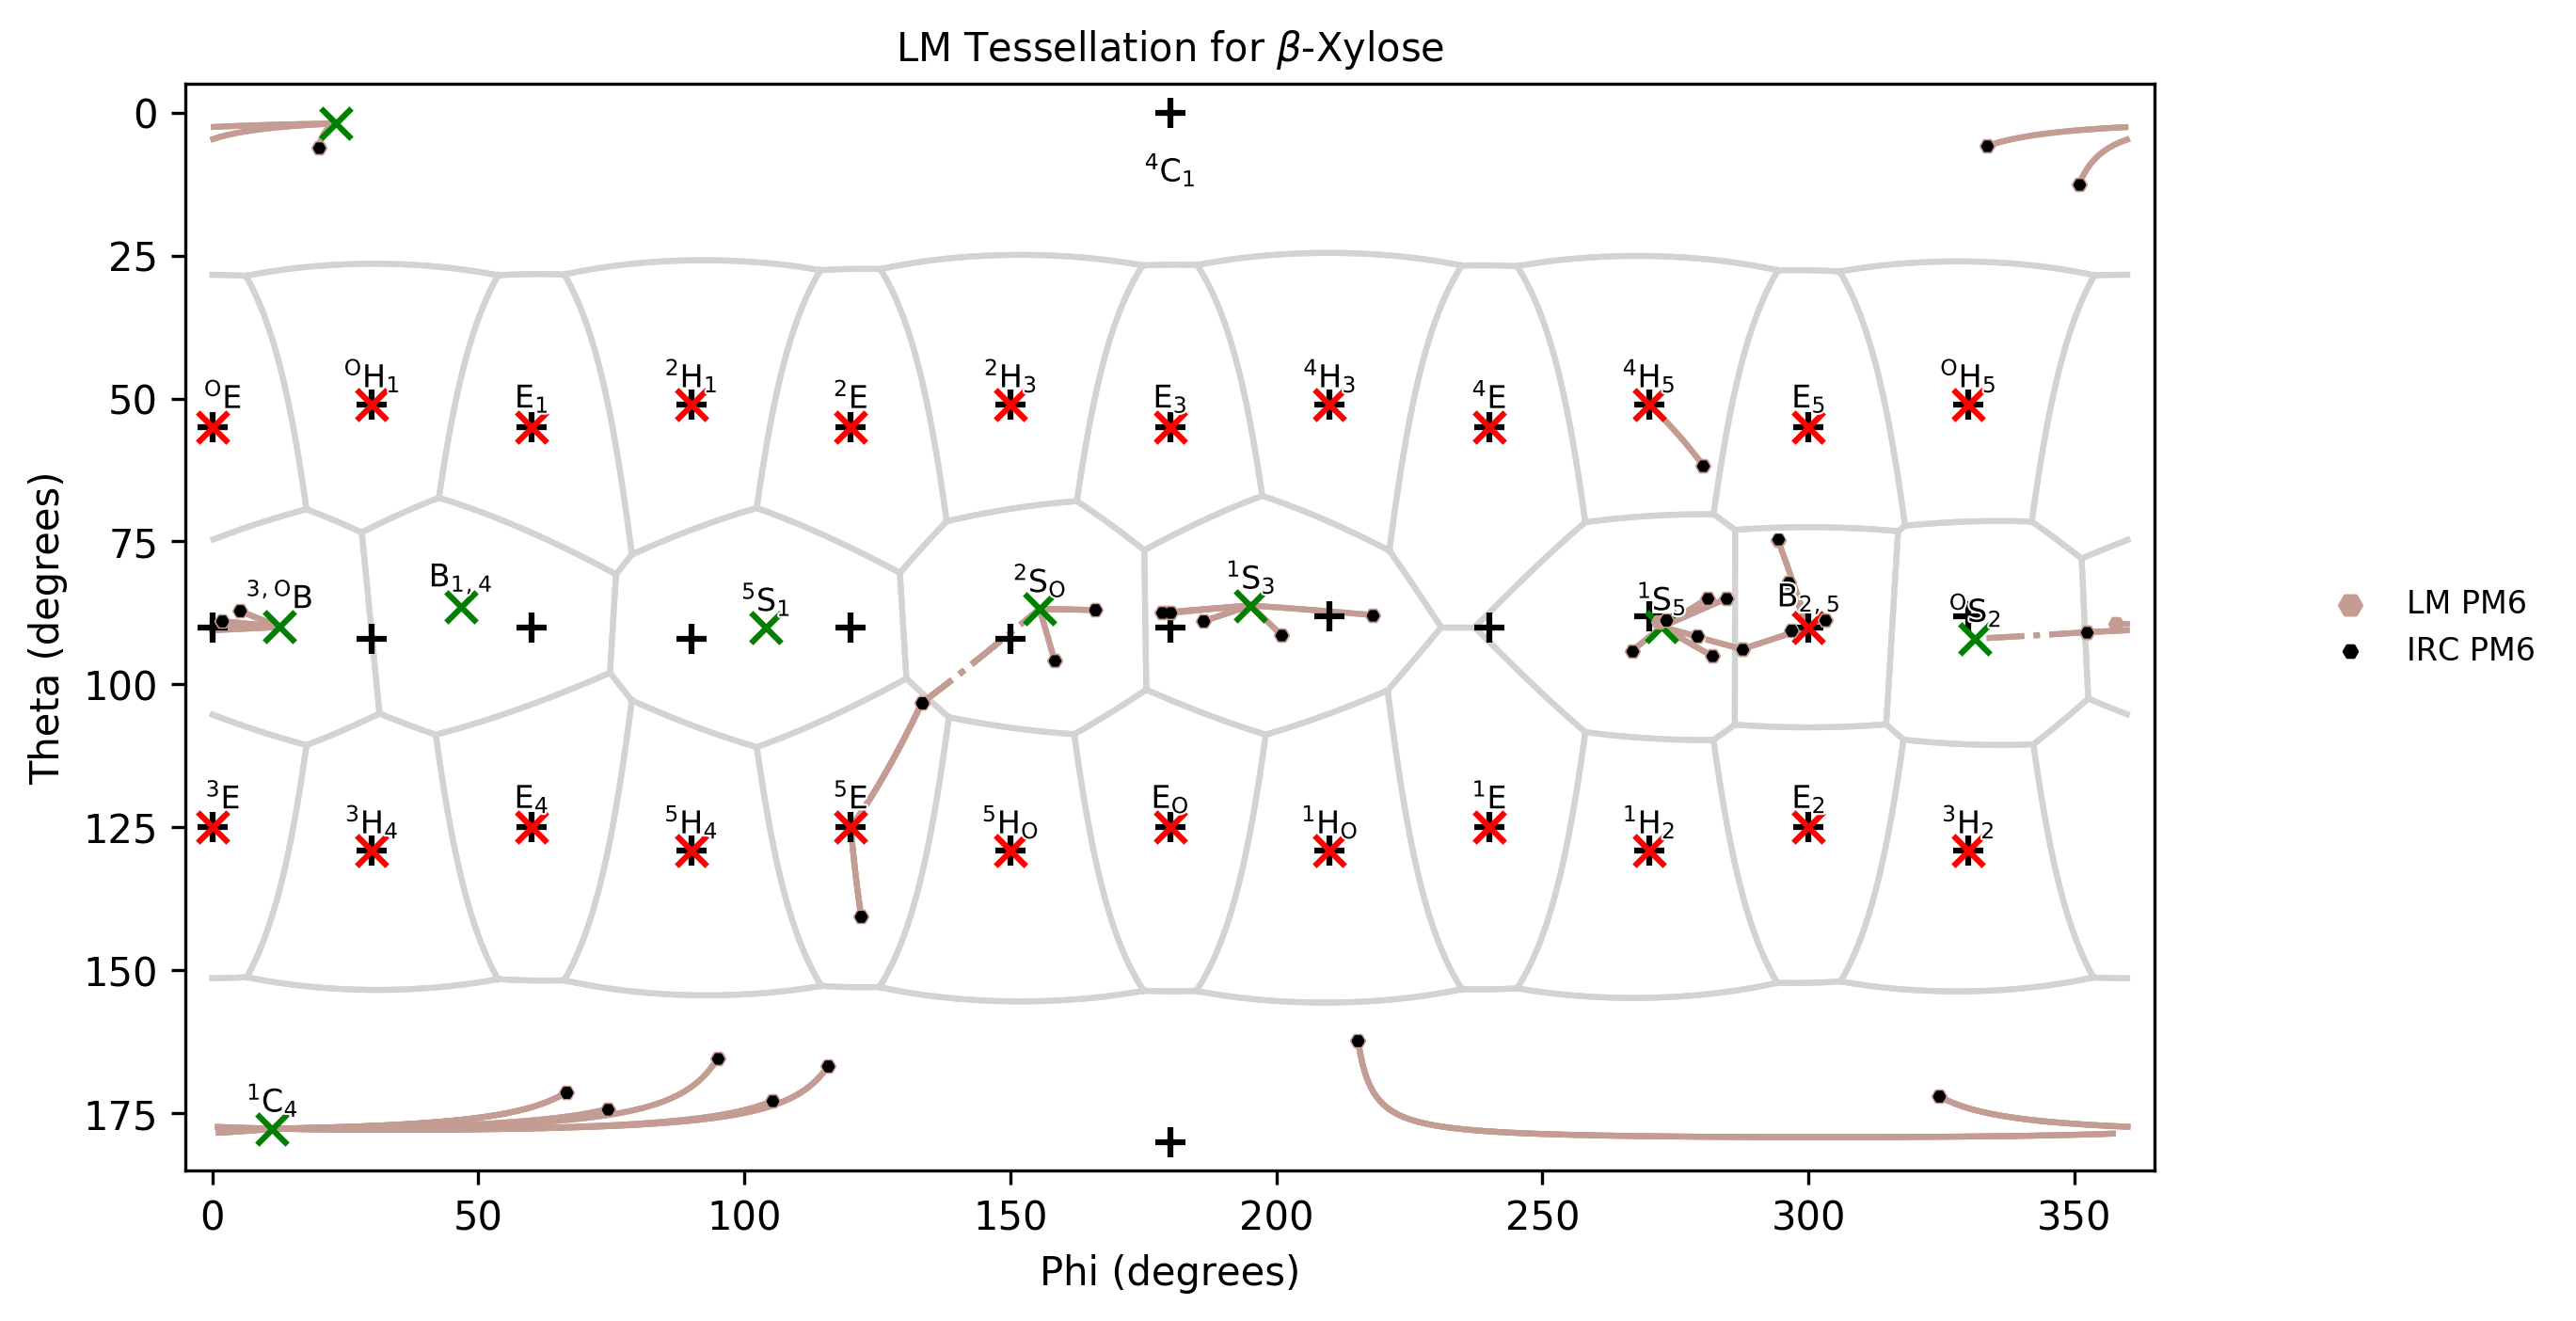 LM Tessellation for β-Xylose
0
25
50
75
100
125
150
175
Theta (degrees)
⁴C₁
ᴼE
ᴼH₁
E₁
²H₁
²E
²H₃
E₃
⁴H₃
⁴E
⁴H₅
E₅
ᴼH₅
³,ᴼB
B₁,₄
⁵S₁
²Sₒ
¹S₃
¹S₅
B₂,₅
ᴼS₂
³E
³H₄
E₄
⁵H₄
⁵E
⁵Hₒ
Eₒ
¹Hₒ
¹E
¹H₂
E₂
³H₂
¹C₄
0
50
100
150
200
250
300
350
Phi (degrees)
LM PM6
IRC PM6